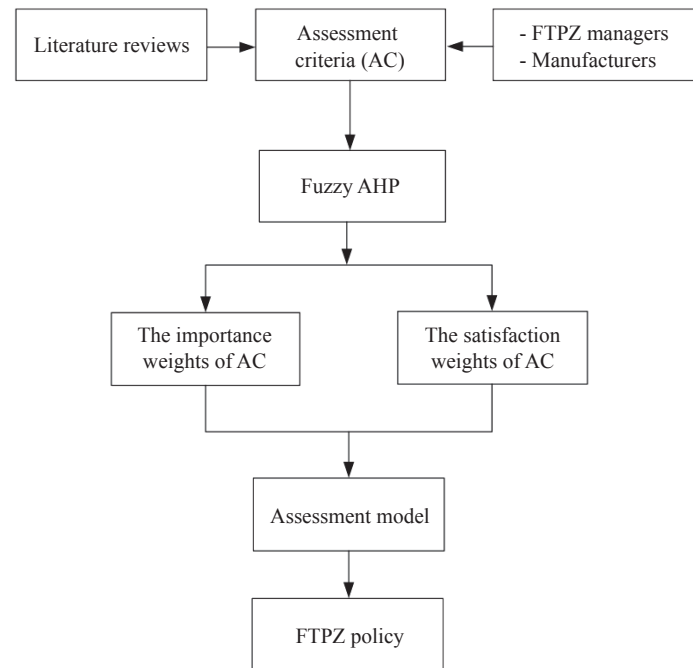 Literature reviews
Assessment
criteria (AC)
- FTPZ managers
- Manufacturers
Fuzzy AHP
The importance
weights of AC
The satisfaction
weights of AC
Assessment model
FTPZ policy